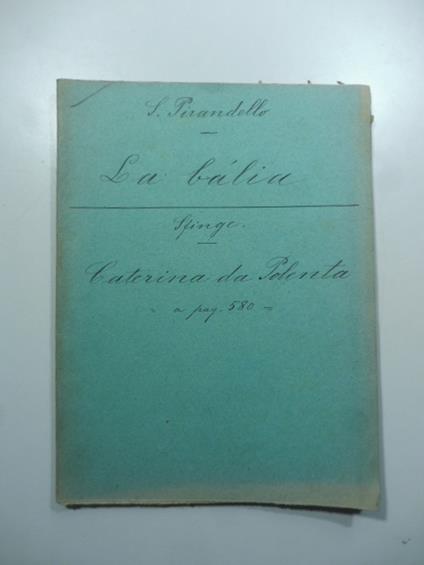 L. Pirandello
La bália
Sfinge.
Caterina da Polenta
a pag. 580